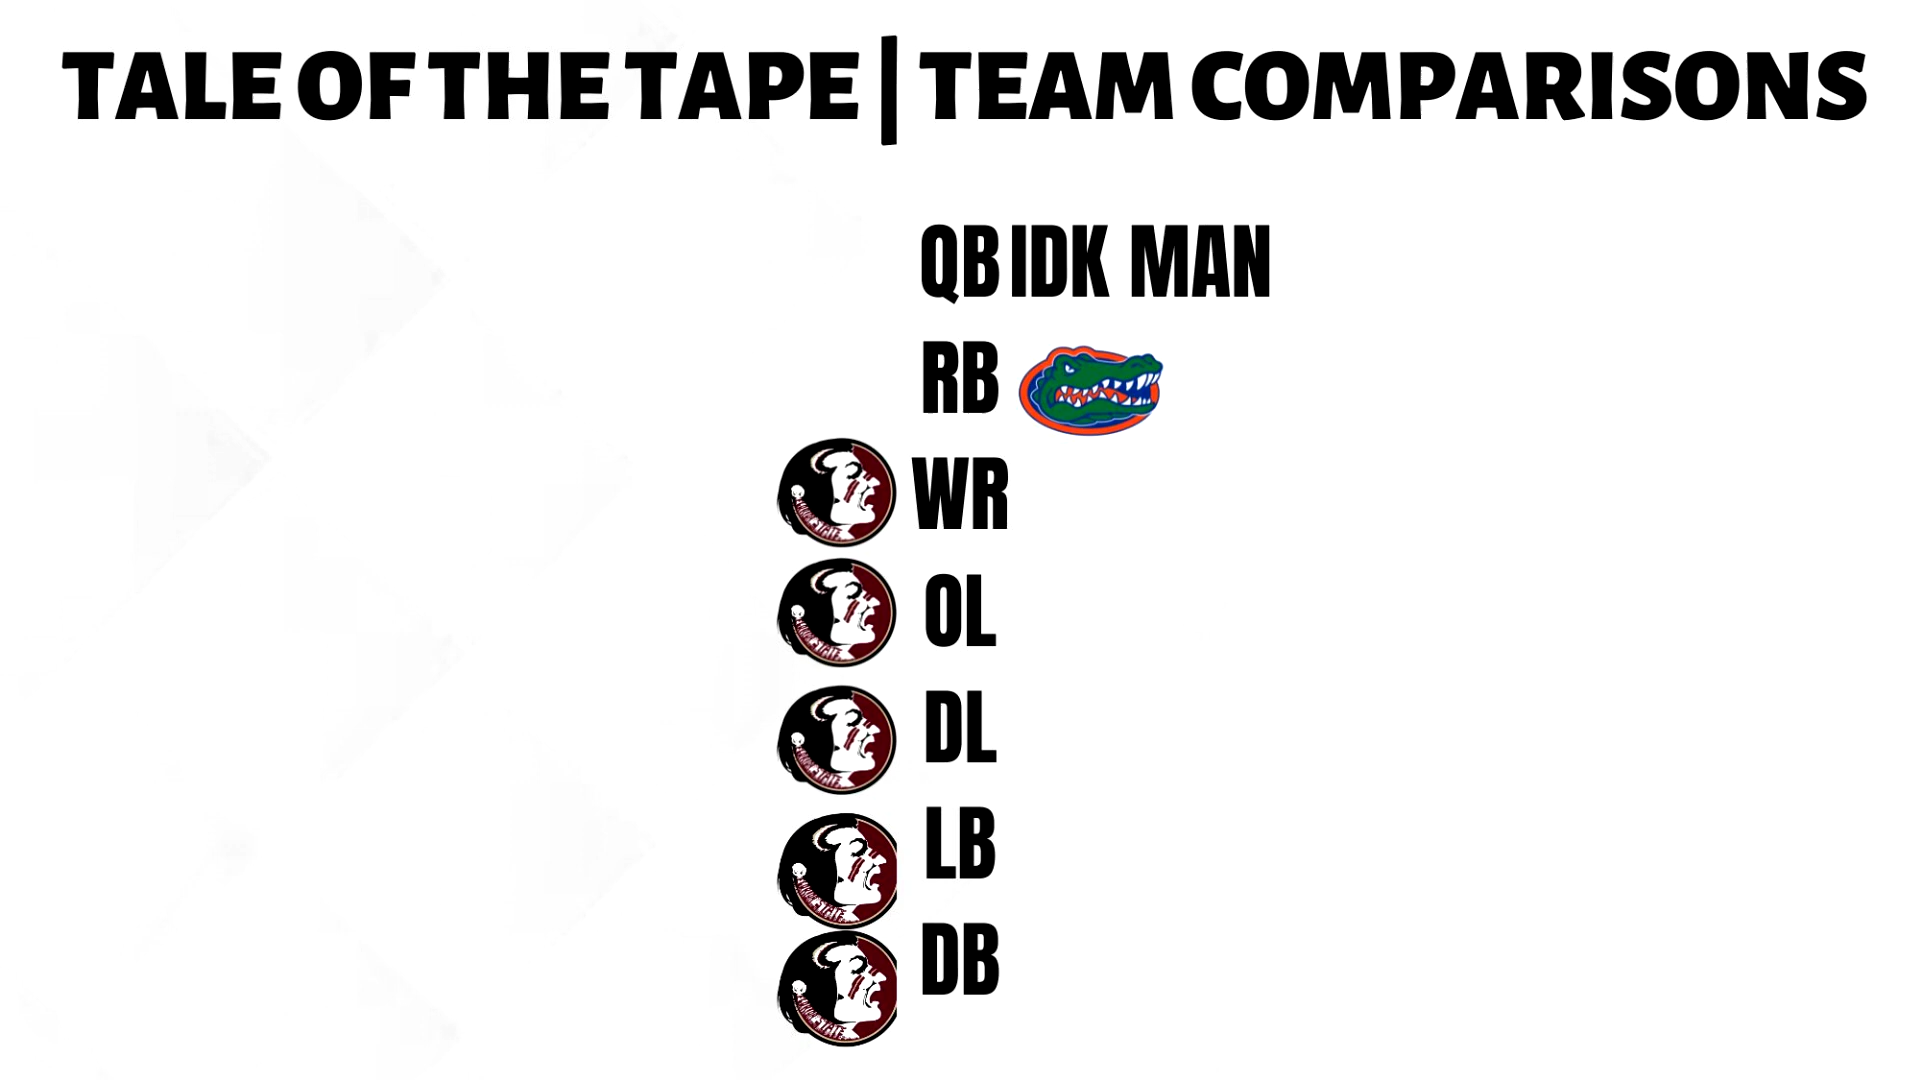 TALE OF THE TAPE | TEAM COMPARISONS
QB IDK MAN
RB
WR
OL
DL
LB
DB